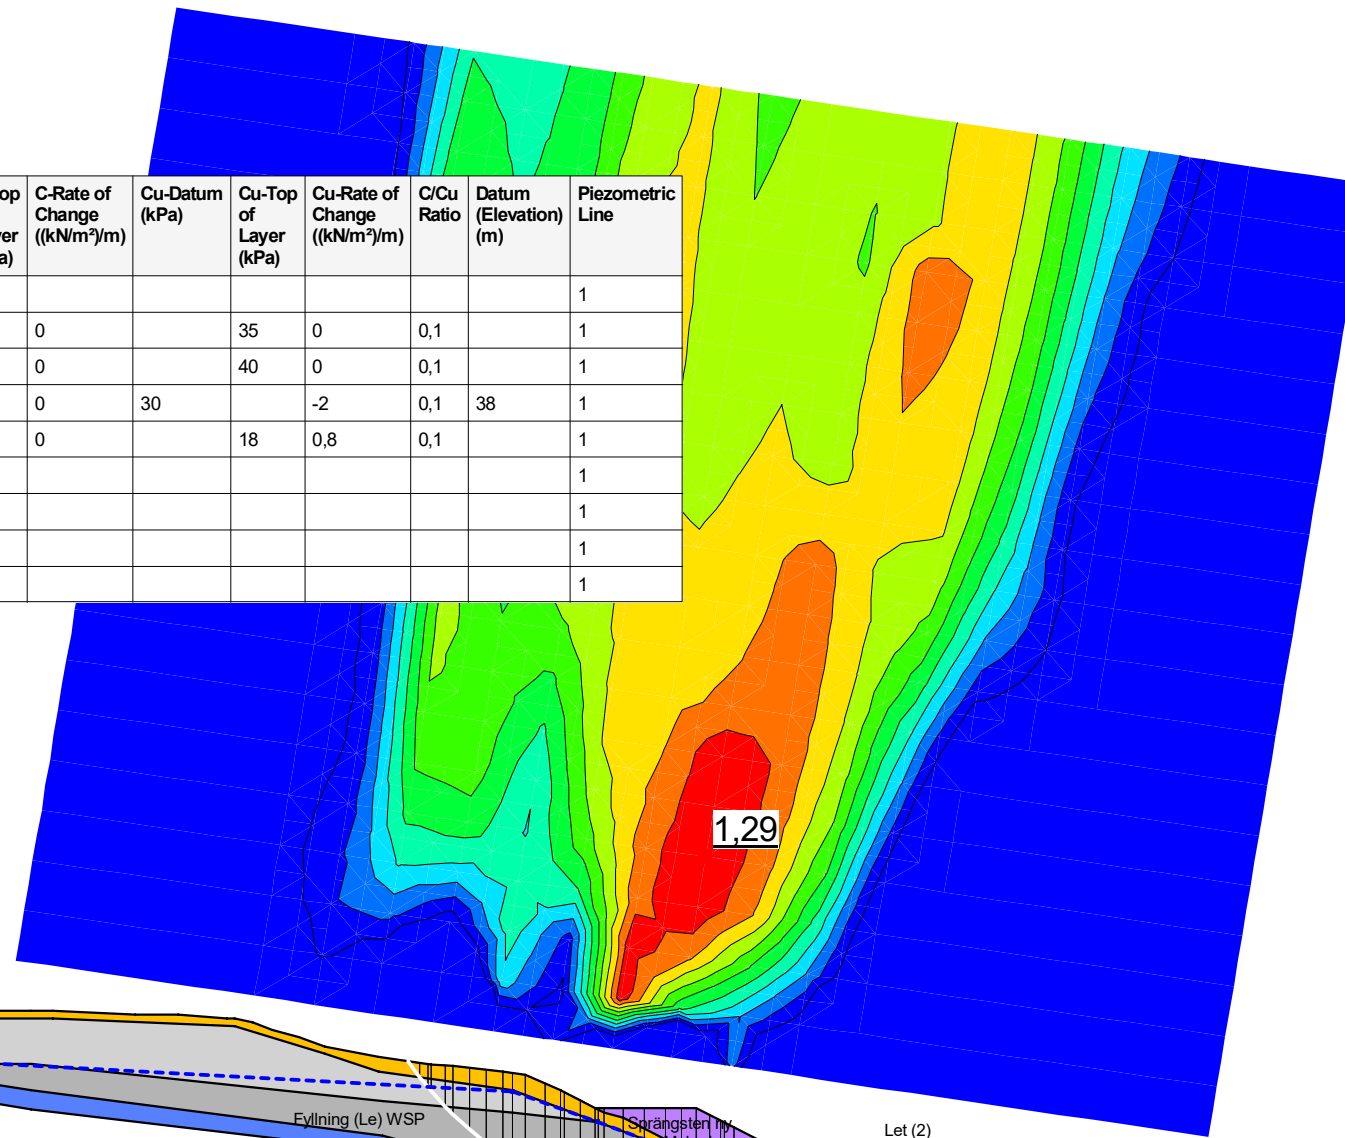 op C-Rate of Cu-Datum Cu-Top Cu-Rate of C/Cu Datum Piezometric
Change (kPa) of Change Ratio (Elevation) Line
yer ((kN/m²)/m) Layer ((kN/m²)/m) (m)
a) (kPa)
1
0 35 0 0,1 1
0 40 0 0,1 1
0 30 -2 0,1 38 1
0 18 0,8 0,1 1
1
1
1
1
1,29
Fyllning (Le) WSP
Sprängsten ny
Let (2)